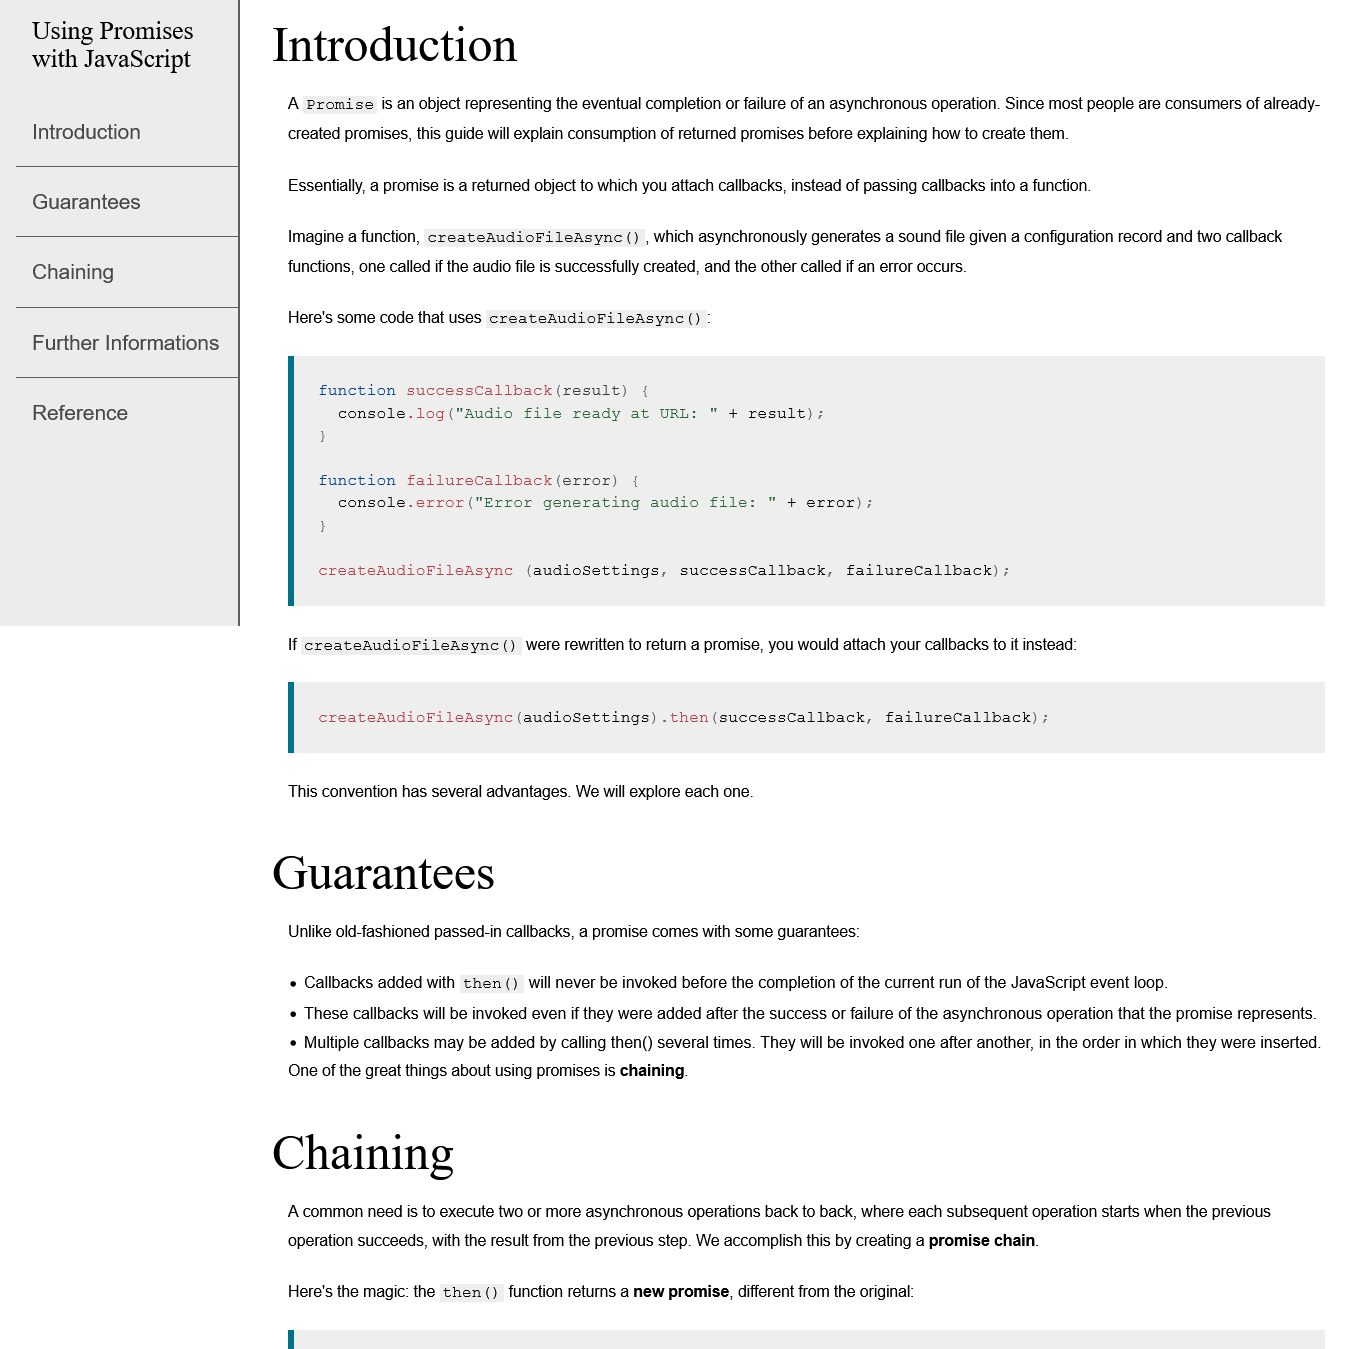 Using Promises
with JavaScript
Introduction
Guarantees
Chaining
Further Informations
Reference
Introduction
A Promise is an object representing the eventual completion or failure of an asynchronous operation. Since most people are consumers of already-
created promises, this guide will explain consumption of returned promises before explaining how to create them.
Essentially, a promise is a returned object to which you attach callbacks, instead of passing callbacks into a function.
Imagine a function, createAudioFileAsync(), which asynchronously generates a sound file given a configuration record and two callback
functions, one called if the audio file is successfully created, and the other called if an error occurs.
Here's some code that uses createAudioFileAsync():
function successCallback(result) {
  console.log("Audio file ready at URL: " + result);
}
function failureCallback(error) {
  console.error("Error generating audio file: " + error);
}
createAudioFileAsync (audioSettings, successCallback, failureCallback);
If createAudioFileAsync() were rewritten to return a promise, you would attach your callbacks to it instead:
createAudioFileAsync(audioSettings).then(successCallback, failureCallback);
This convention has several advantages. We will explore each one.
Guarantees
Unlike old-fashioned passed-in callbacks, a promise comes with some guarantees:
• Callbacks added with then() will never be invoked before the completion of the current run of the JavaScript event loop.
• These callbacks will be invoked even if they were added after the success or failure of the asynchronous operation that the promise represents.
• Multiple callbacks may be added by calling then() several times. They will be invoked one after another, in the order in which they were inserted.
One of the great things about using promises is chaining.
Chaining
A common need is to execute two or more asynchronous operations back to back, where each subsequent operation starts when the previous
operation succeeds, with the result from the previous step. We accomplish this by creating a promise chain.
Here's the magic: the then() function returns a new promise, different from the original: